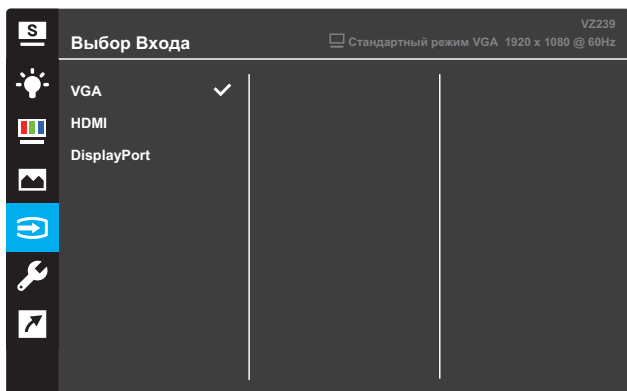 S
VZ239
Выбор Входа
Стандартный режим VGA 1920 x 1080 @ 60Hz
VGA
HDMI
DisplayPort